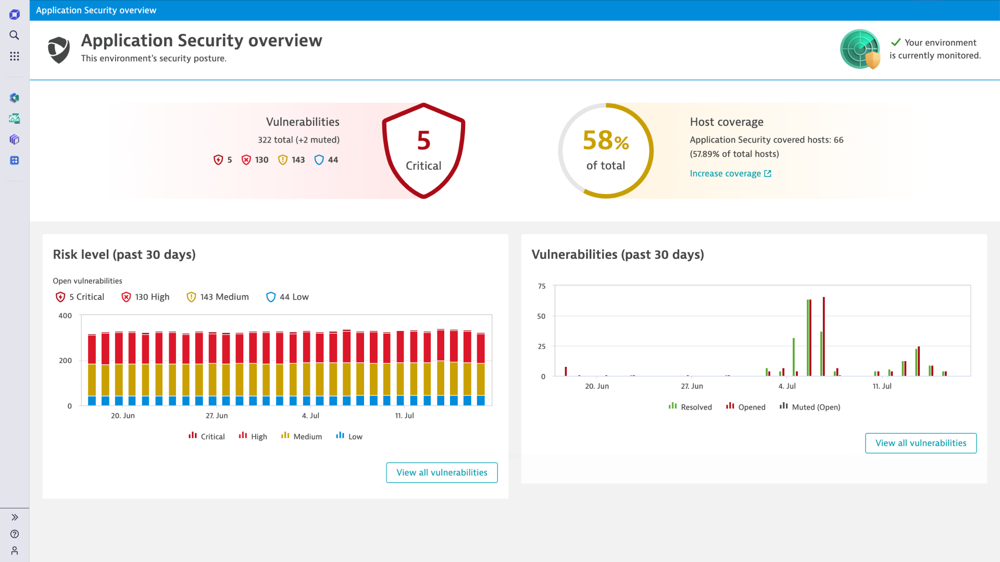 Application Security overview
Application Security overview
This environment's security posture.
Your environment
is currently monitored.
Vulnerabilities
322 total (+2 muted)
5 130 143 44
5
Critical
58%
of total
Host coverage
Application Security covered hosts: 66
(57.89% of total hosts)
Increase coverage
Risk level (past 30 days)
Open vulnerabilities
5 Critical 130 High 143 Medium 44 Low
400
200
0
20. Jun 27. Jun 4. Jul 11. Jul
Critical High Medium Low
View all vulnerabilities
Vulnerabilities (past 30 days)
75
50
25
0
20. Jun 27. Jun 4. Jul 11. Jul
Resolved Opened Muted (Open)
View all vulnerabilities